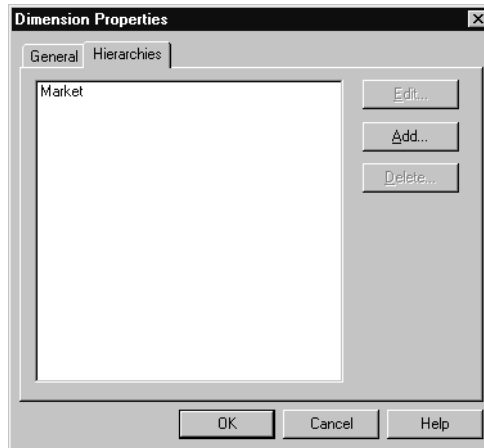 Dimension Properties
General Hierarchies
Market
Edit...
Add...
Delete...
OK Cancel Help